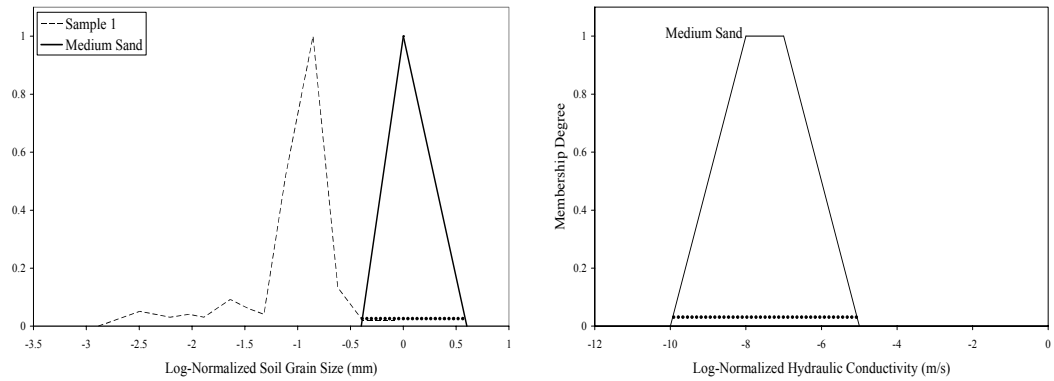 Sample 1
Medium Sand
1
0.8
0.6
0.4
0.2
0
-3.5 -3 -2.5 -2 -1.5 -1 -0.5 0 0.5 1
Log-Normalized Soil Grain Size (mm)
Medium Sand
Membership Degree
1
0.8
0.6
0.4
0.2
0
-12 -10 -8 -6 -4 -2 0
Log-Normalized Hydraulic Conductivity (m/s)